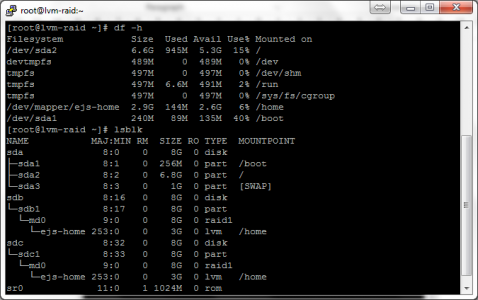 root@lvm-raid:~
[root@lvm-raid ~]# df -h
Filesystem Size Used Avail Use% Mounted on
/dev/sda2 6.6G 945M 5.3G 15% /
devtmpfs 489M 0 489M 0% /dev
tmpfs 497M 0 497M 0% /dev/shm
tmpfs 497M 6.6M 491M 2% /run
tmpfs 497M 0 497M 0% /sys/fs/cgroup
/dev/mapper/ejs-home 2.9G 144M 2.6G 6% /home
/dev/sda1 240M 89M 135M 40% /boot
[root@lvm-raid ~]# lsblk
NAME MAJ:MIN RM SIZE RO TYPE MOUNTPOINT
sda 8:0 0 8G 0 disk
├─sda1 8:1 0 256M 0 part /boot
├─sda2 8:2 0 6.8G 0 part /
└─sda3 8:3 0 1G 0 part [SWAP]
sdb 8:16 0 8G 0 disk
└─sdb1 8:17 0 8G 0 part
└─md0 9:0 0 8G 0 raid1
└─ejs-home 253:0 0 3G 0 lvm /home
sdc 8:32 0 8G 0 disk
└─sdc1 8:33 0 8G 0 part
└─md0 9:0 0 8G 0 raid1
└─ejs-home 253:0 0 3G 0 lvm /home
sr0 11:0 1 1024M 0 rom